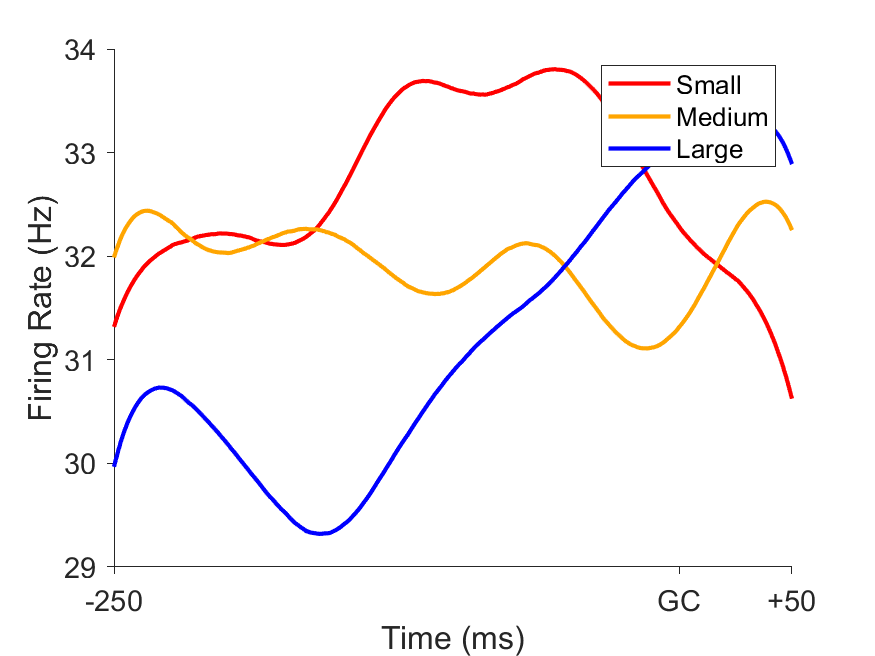 34
33
32
31
30
29
Firing Rate (Hz)
Small
Medium
Large
-250
GC
+50
Time (ms)